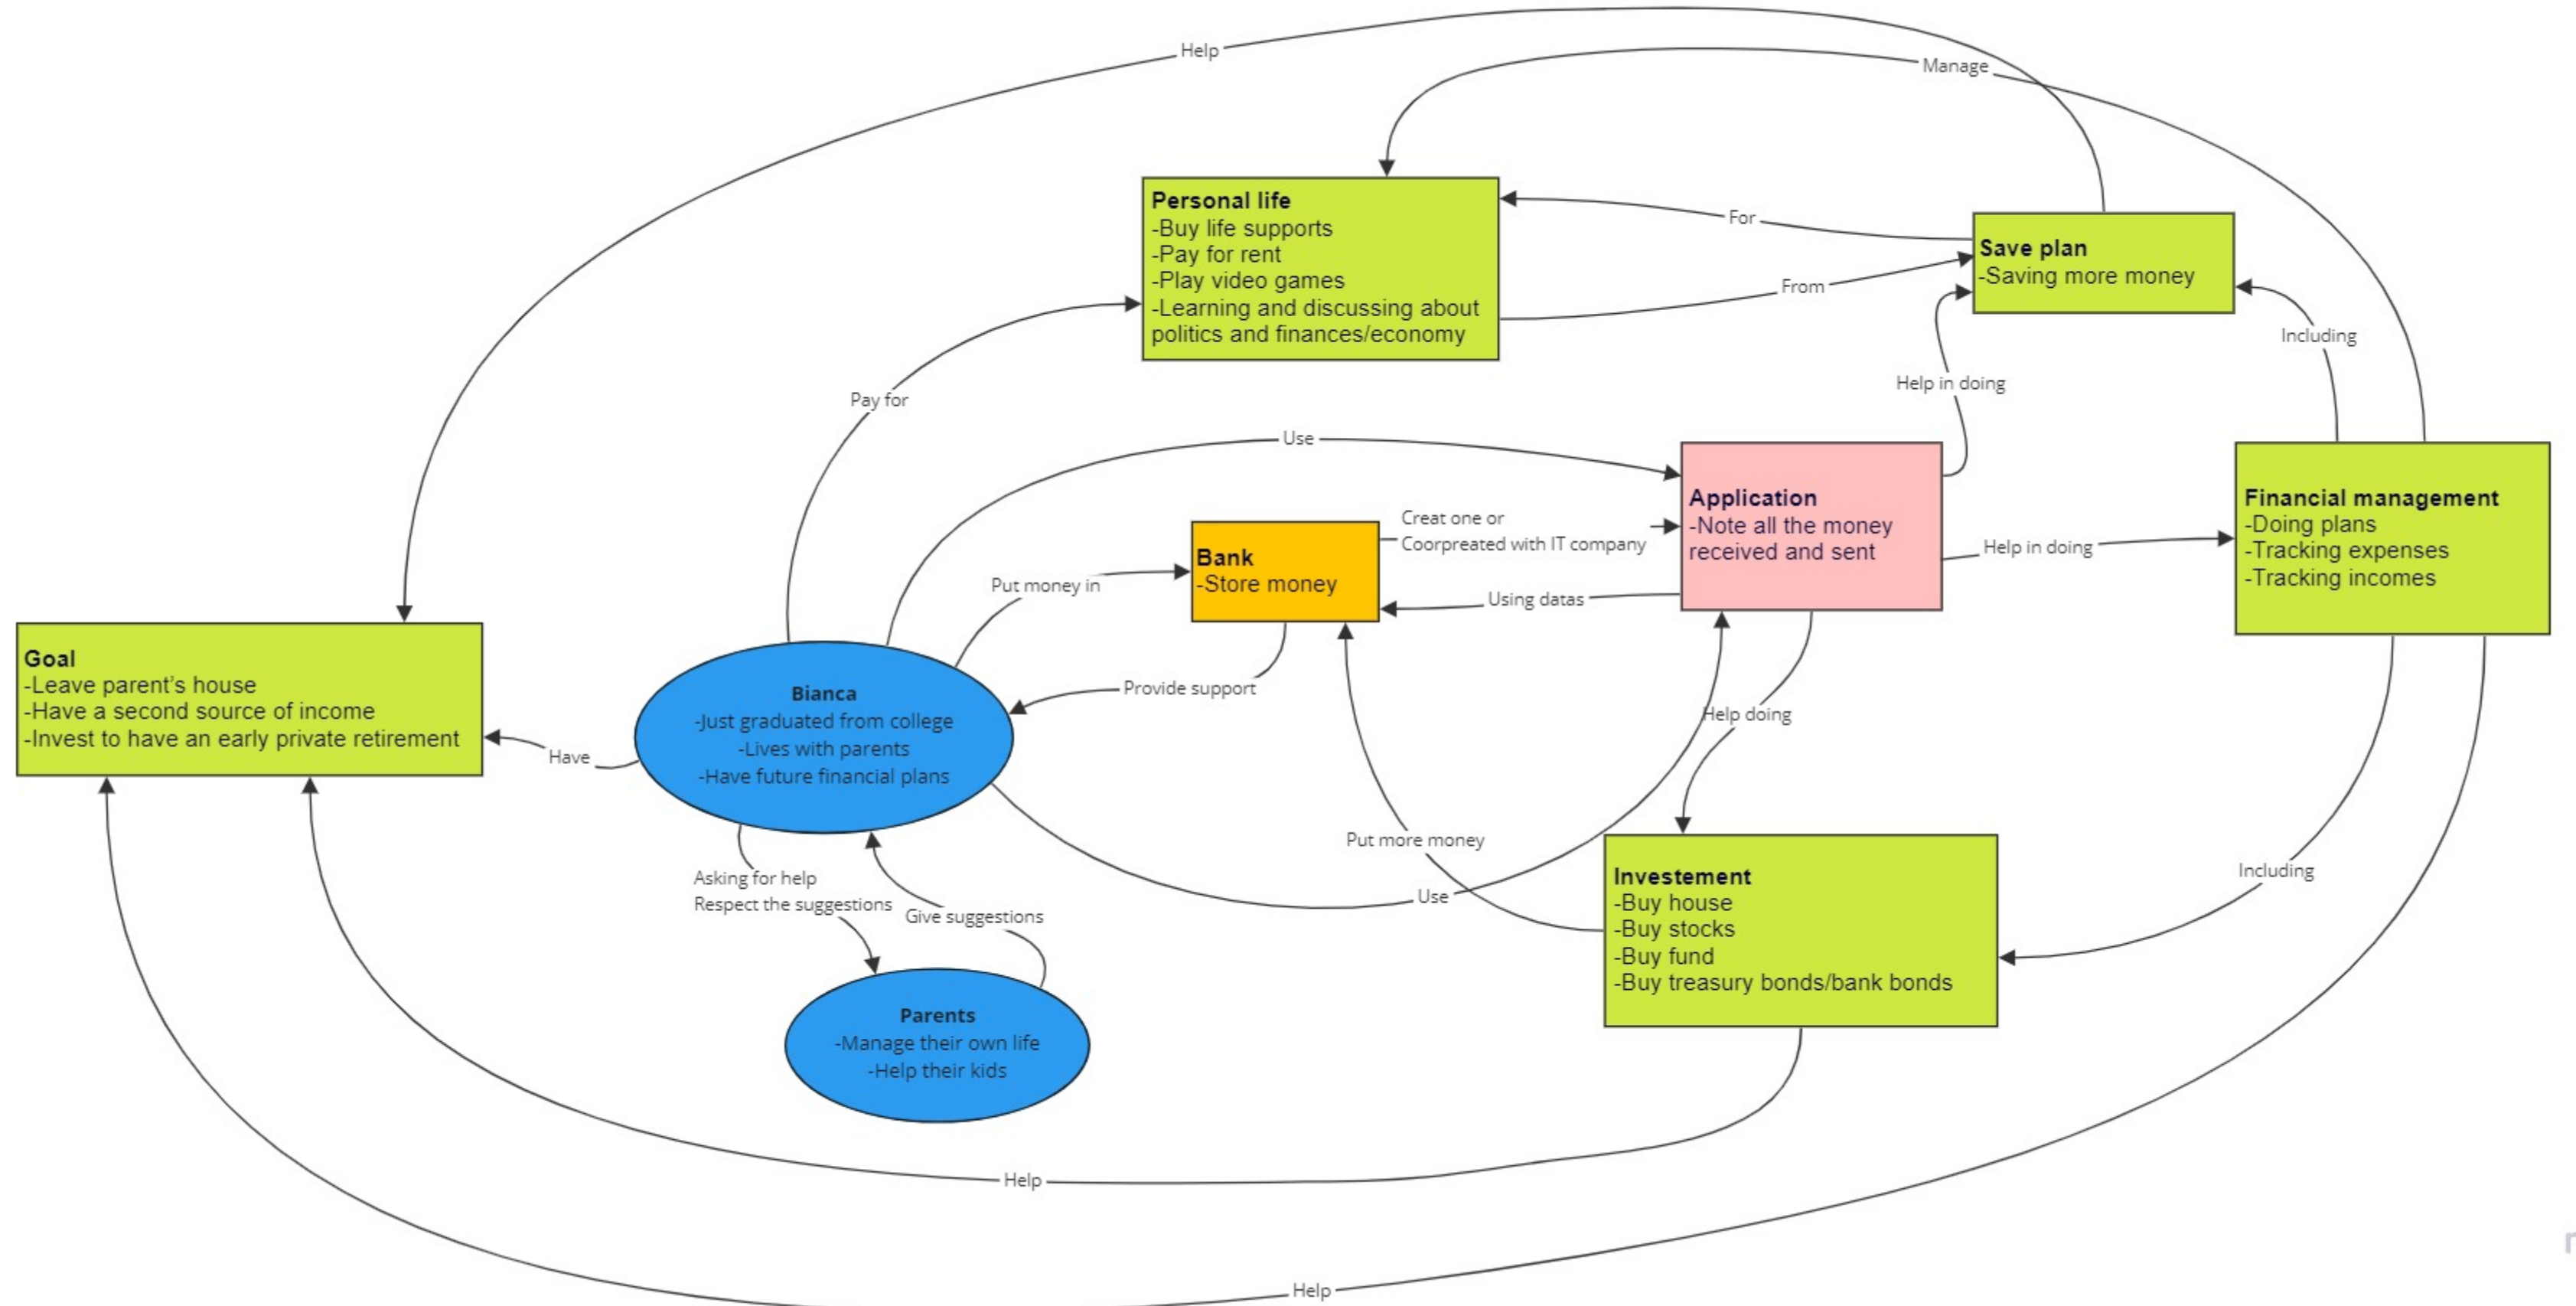 Help
Manage
Personal life
-Buy life supports
-Pay for rent
-Play video games
-Learning and discussing about
politics and finances/economy
For
From
Save plan
-Saving more money
Including
Help in doing
Pay for
Use
Application
-Note all the money
received and sent
Financial management
-Doing plans
-Tracking expenses
-Tracking incomes
Help in doing
Creat one or
Coorpreated with IT company
Bank
-Store money
Put money in
Using datas
Provide support
Goal
-Leave parent's house
-Have a second source of income
-Invest to have an early private retirement
Have
Bianca
-Just graduated from college
-Lives with parents
-Have future financial plans
Help doing
Put more money
Use
Investement
-Buy house
-Buy stocks
-Buy fund
-Buy treasury bonds/bank bonds
Including
Asking for help
Respect the suggestions
Give suggestions
Parents
-Manage their own life
-Help their kids
Help
Help